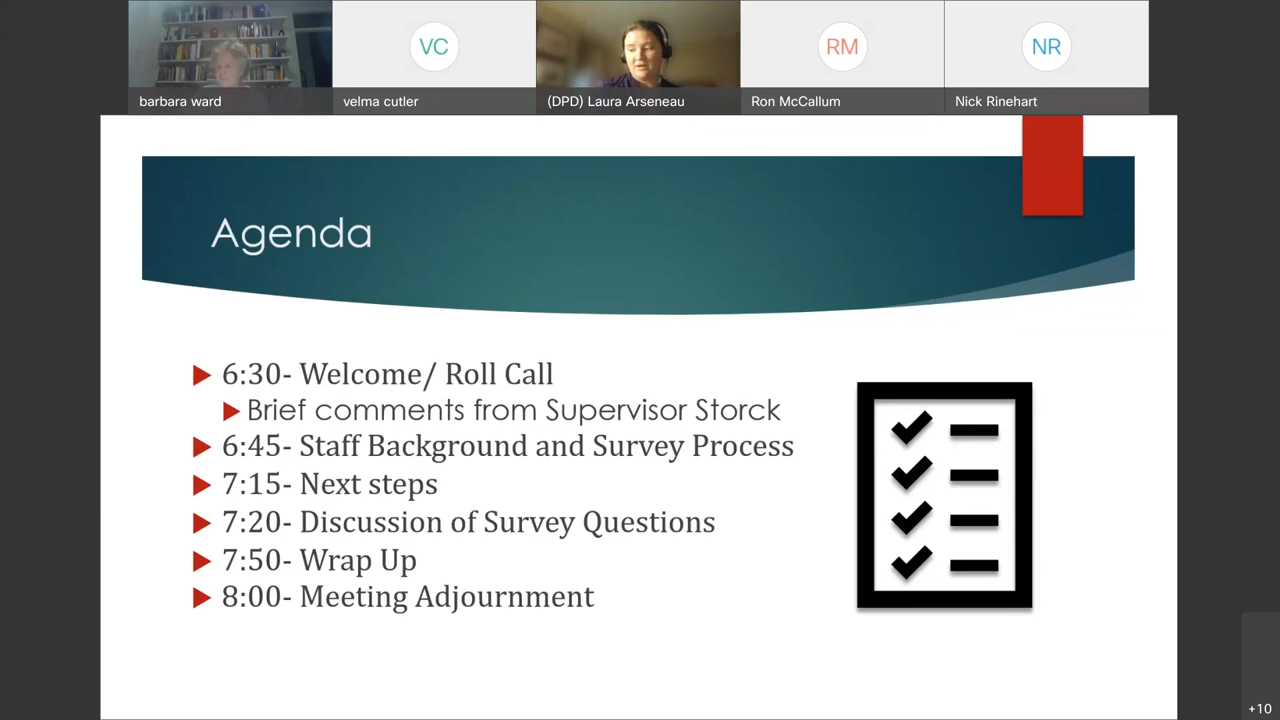 VC
RM
NR
barbara ward
velma cutler
(DPD) Laura Arseneau
Ron McCallum
Nick Rinehart
Agenda
6:30- Welcome/ Roll Call
Brief comments from Supervisor Storck
6:45- Staff Background and Survey Process
7:15- Next steps
7:20- Discussion of Survey Questions
7:50- Wrap Up
8:00- Meeting Adjournment
+10